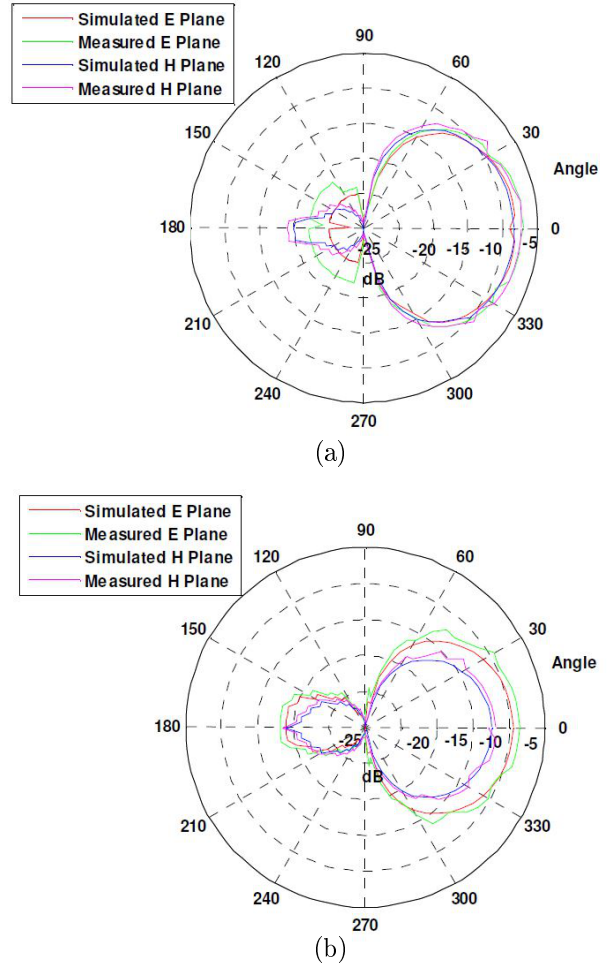 Simulated E Plane
Measured E Plane
Simulated H Plane
Measured H Plane
90
120
60
150
30
Angle
180
0
-25
-20
-15
-10
-5
dB
210
330
240
300
270
(a)
Simulated E Plane
Measured E Plane
Simulated H Plane
Measured H Plane
90
120
60
150
30
Angle
180
0
-25
-20
-15
-10
-5
dB
210
330
240
300
270
(b)